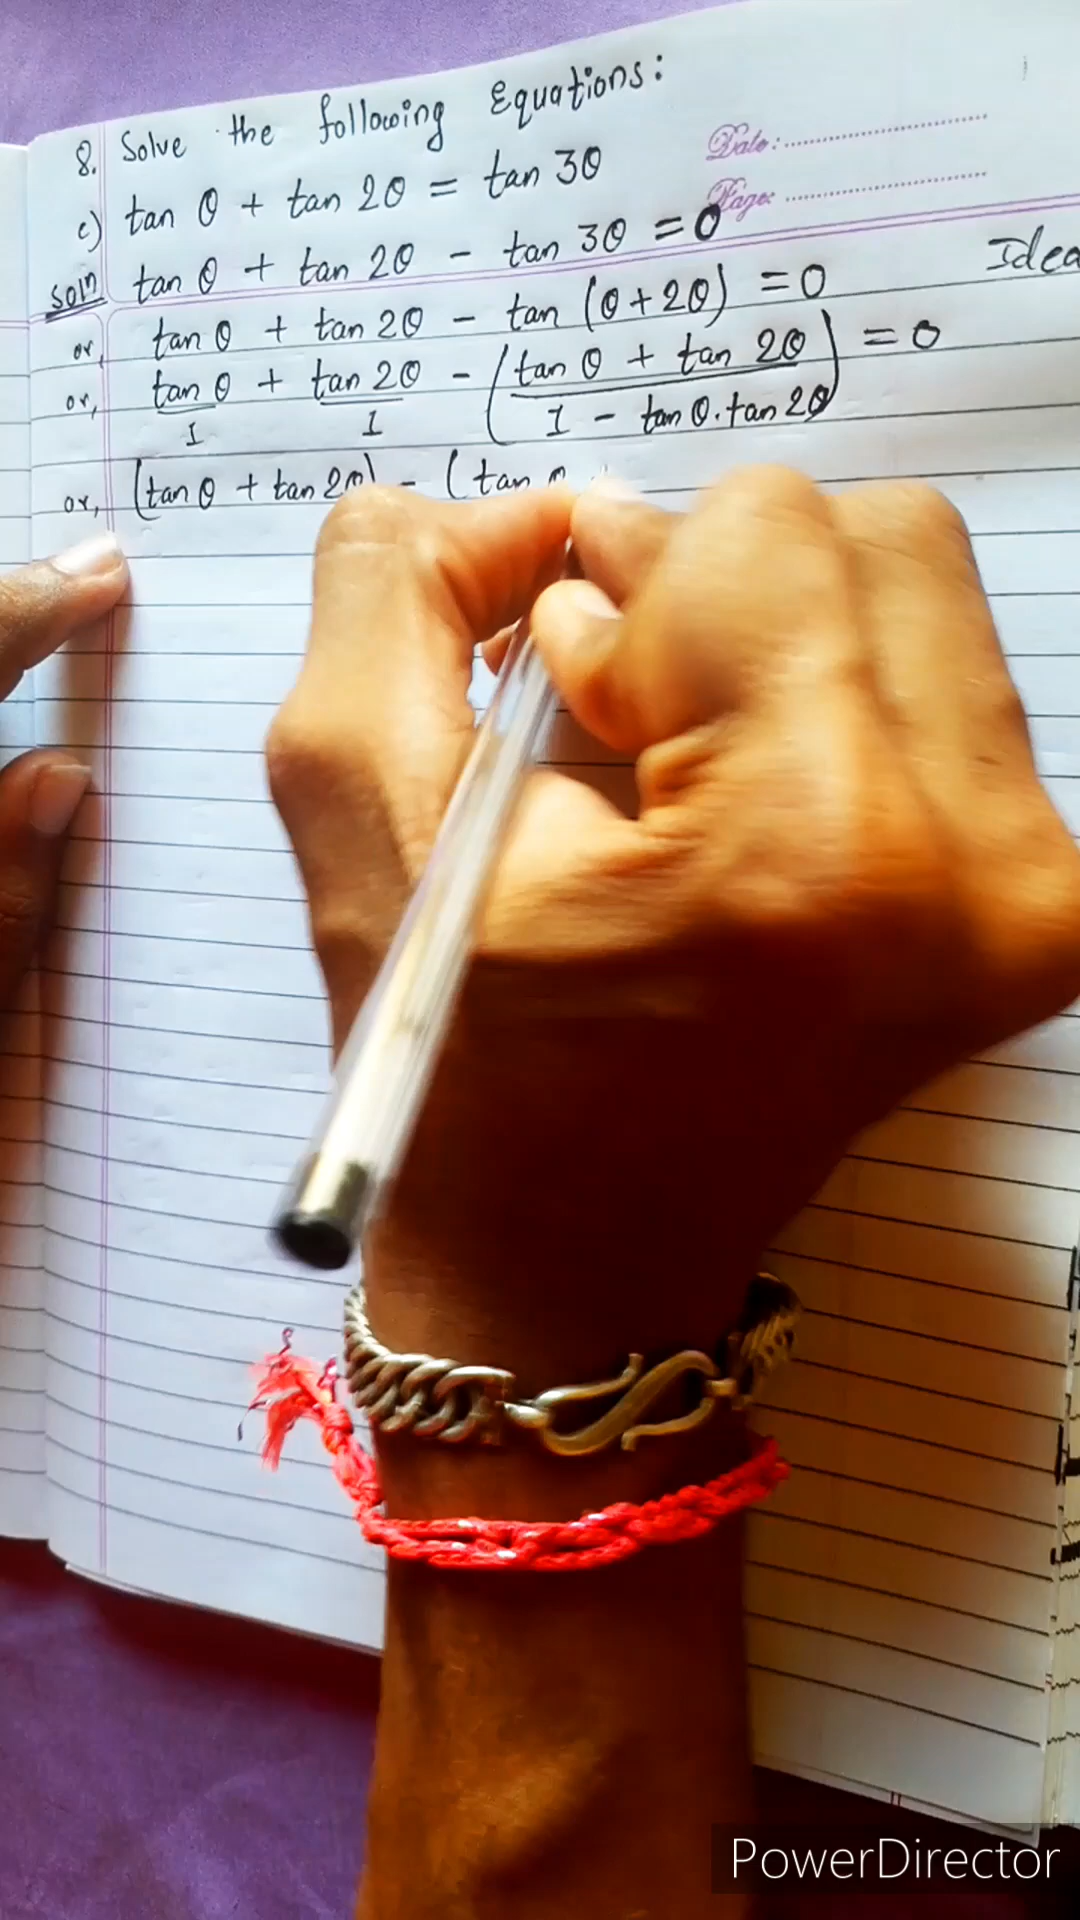 8. Solve the following Equations:
Date:
c) tan θ + tan 2θ = tan 3θ
Page:
soln tan θ + tan 2θ - tan 3θ = 0
Idea
or, tan θ + tan 2θ - tan (θ + 2θ) = 0
or, tan θ/1 + tan 2θ/1 - (tan θ + tan 2θ / 1 - tan θ. tan 2θ) = 0
or, (tan θ + tan 2θ) - (tan θ
PowerDirector